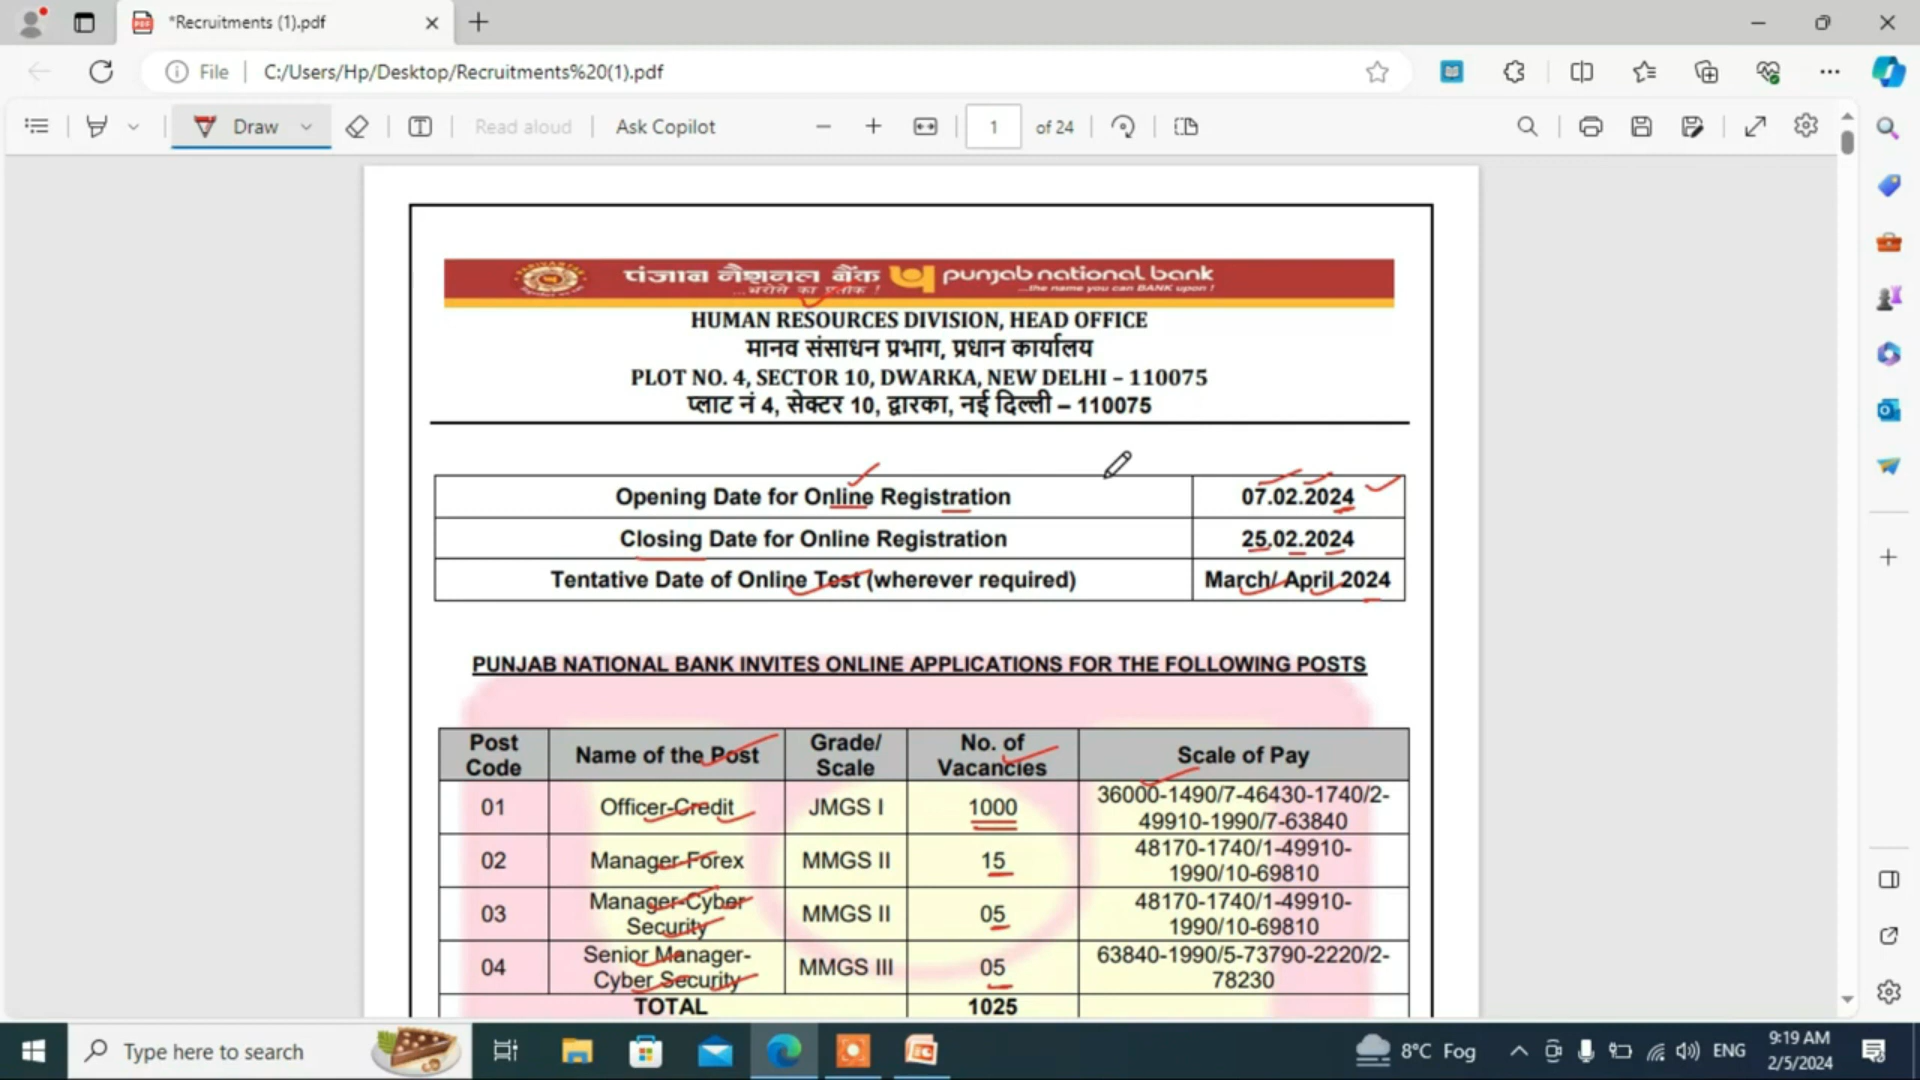 *Recruitments (1).pdf
File
C:/Users/Hp/Desktop/Recruitments%20(1).pdf
Draw
Read aloud
Ask Copilot
1 of 24
पंजाब नैशनल बैंक punjab national bank
...भरोसे का प्रतीक ! ...the name you can BANK upon !
HUMAN RESOURCES DIVISION, HEAD OFFICE
मानव संसाधन प्रभाग, प्रधान कार्यालय
PLOT NO. 4, SECTOR 10, DWARKA, NEW DELHI – 110075
प्लाट नं 4, सेक्टर 10, द्वारका, नई दिल्ली – 110075
Opening Date for Online Registration 07.02.2024
Closing Date for Online Registration 25.02.2024
Tentative Date of Online Test (wherever required) March/ April 2024
PUNJAB NATIONAL BANK INVITES ONLINE APPLICATIONS FOR THE FOLLOWING POSTS
Post Code Name of the Post Grade/ Scale No. of Vacancies Scale of Pay
01 Officer-Credit JMGS I 1000 36000-1490/7-46430-1740/2-
49910-1990/7-63840
02 Manager-Forex MMGS II 15 48170-1740/1-49910-
1990/10-69810
03 Manager-Cyber Security MMGS II 05 48170-1740/1-49910-
1990/10-69810
04 Senior Manager- Cyber Security MMGS III 05 63840-1990/5-73790-2220/2-
78230
TOTAL 1025
Type here to search
8°C Fog
ENG
9:19 AM
2/5/2024